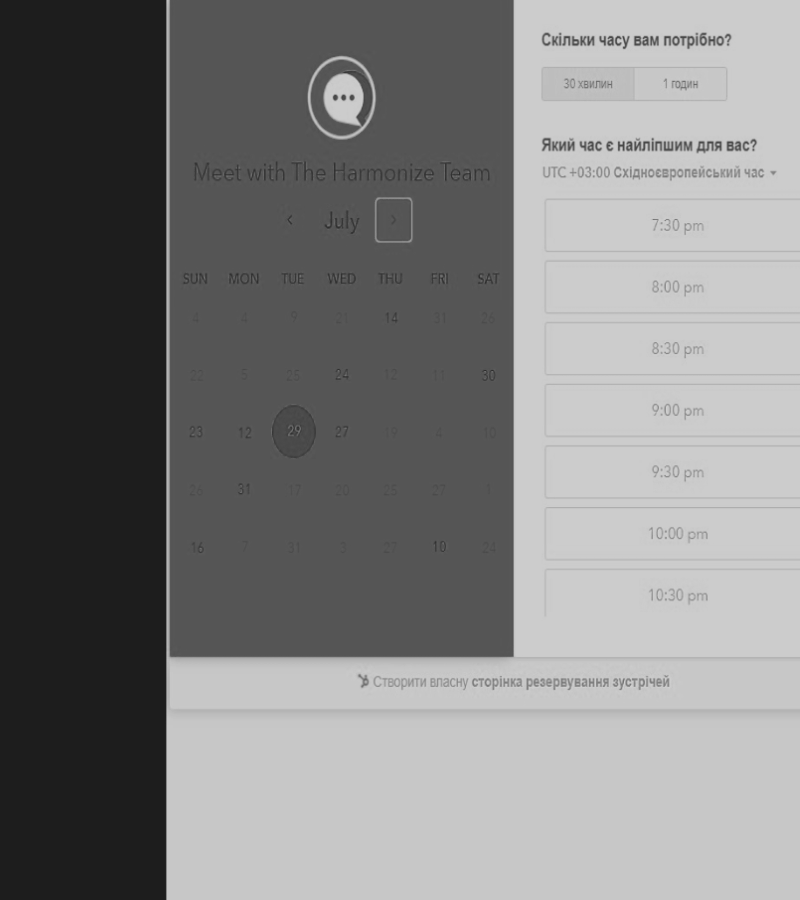 Meet with The Harmonize Team
July
SUN MON TUE WED THU FRI SAT
4 4 9 21 14 31 26
22 5 25 24 12 11 30
23 12 29 27 19 4 10
26 31 17 20 25 27 1
16 7 31 3 27 10 24
Скільки часу вам потрібно?
30 хвилин 1 годин
Який час є найліпшим для вас?
UTC +03:00 Східноєвропейський час
7:30 pm
8:00 pm
8:30 pm
9:00 pm
9:30 pm
10:00 pm
10:30 pm
Створити власну сторінка резервування зустрічей